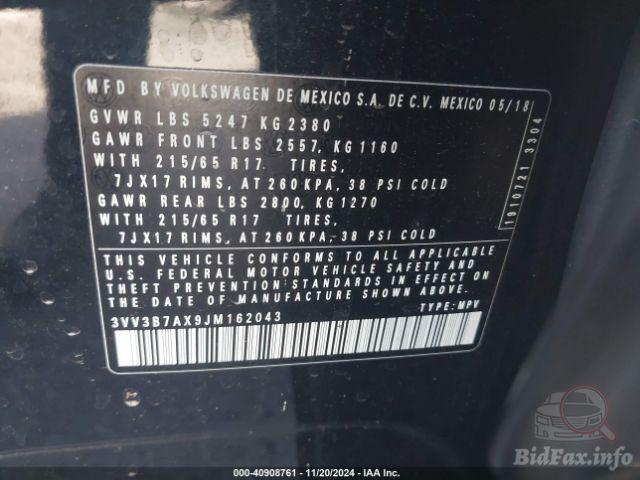 MFD BY VOLKSWAGEN DE MEXICO S.A. DE C.V. MEXICO 05/18
GVWR LBS 5247 KG 2380
GAWR FRONT LBS 2557, KG 1160
WITH 215/65 R17 TIRES,
7JX17 RIMS, AT 260 KPA, 38 PSI COLD
GAWR REAR LBS 2800, KG 1270
WITH 215/65 R17 TIRES,
7JX17 RIMS, AT 260 KPA, 38 PSI COLD
THIS VEHICLE CONFORMS TO ALL APPLICABLE
U.S. FEDERAL MOTOR VEHICLE SAFETY AND
THEFT PREVENTION STANDARDS IN EFFECT ON
THE DATE OF MANUFACTURE SHOWN ABOVE.
3VV3B7AX9JM162043 TYPE: MPV
1910721 3304
000-40908761 - 11/20/2024 - IAA Inc.
BidFax.info